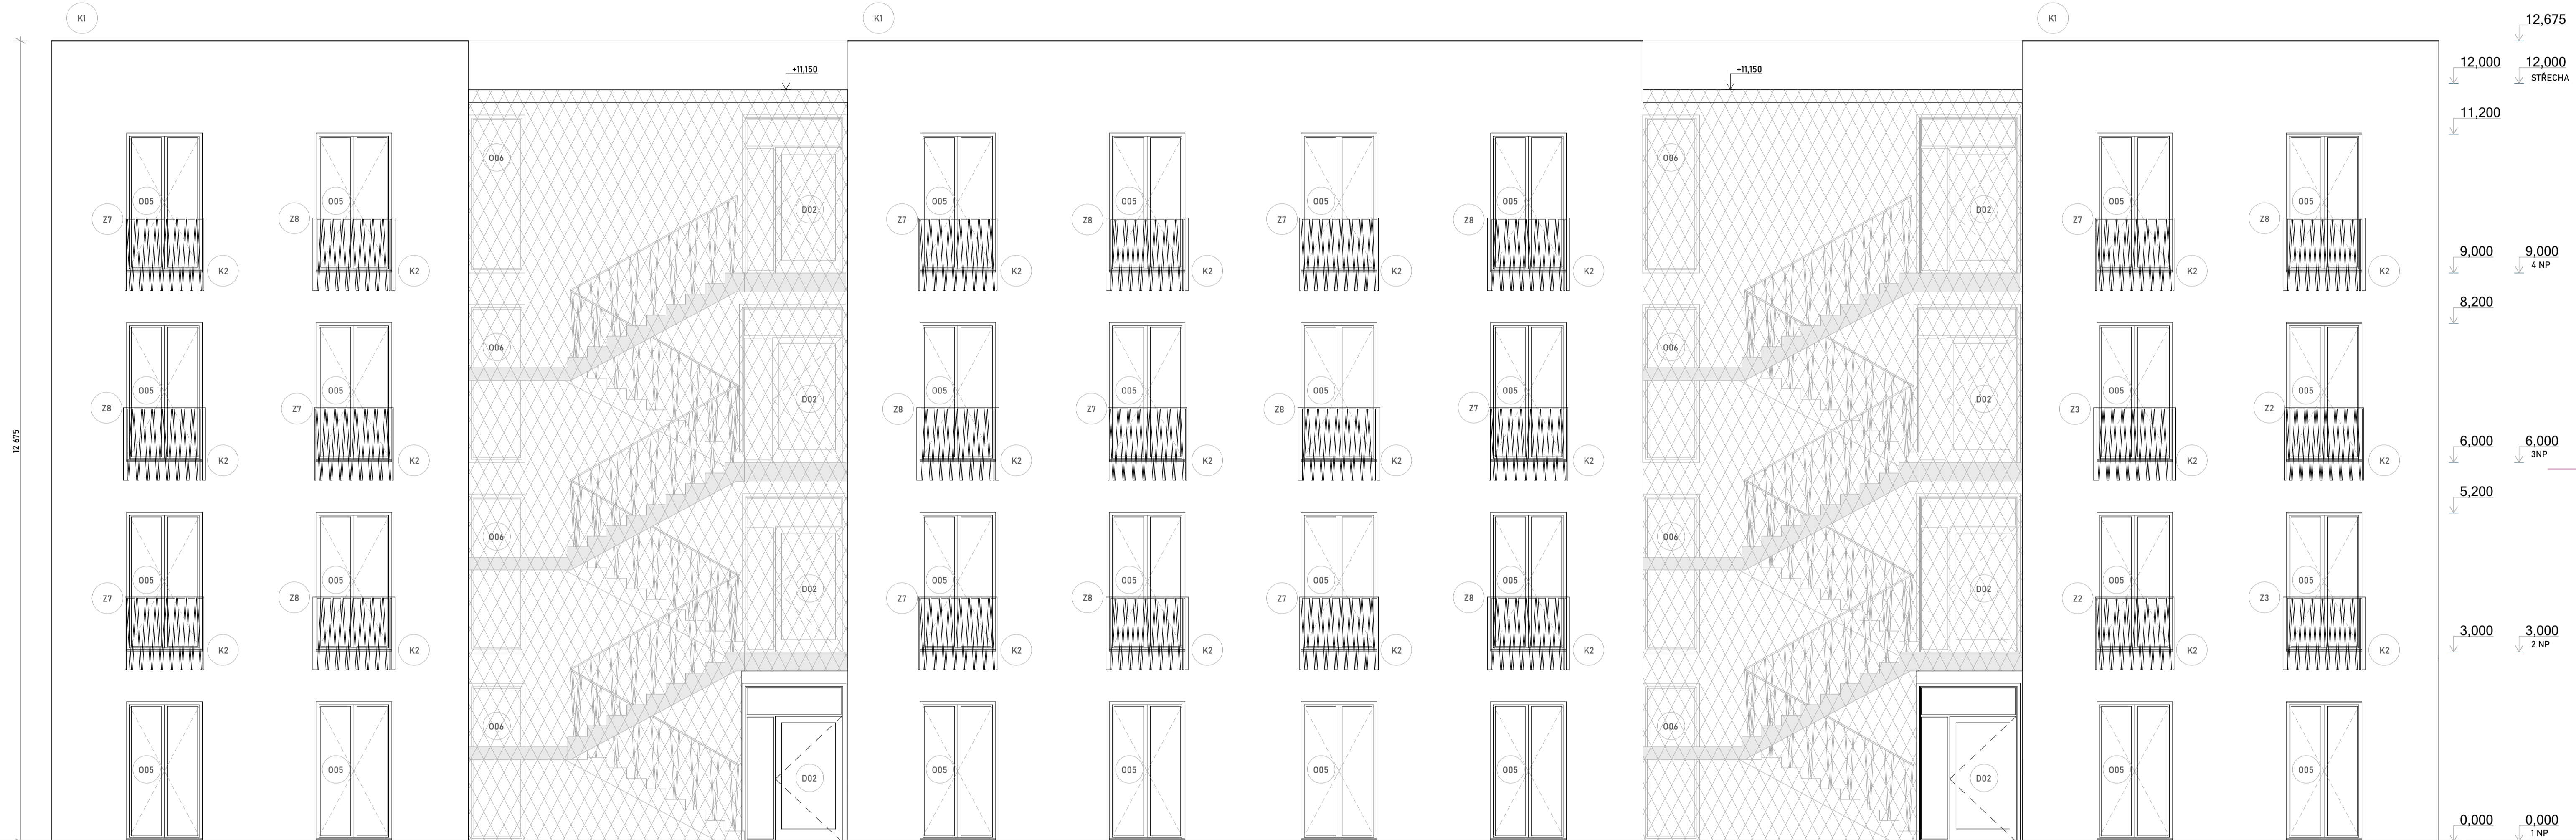 K1 K1 K1 12,675
+11,150 +11,150 12,000 12,000
STŘECHA
11,200
O06 O06
O05 O05 D02 O05 O05 O05 O05 D02 O05 O05
Z7 Z8 Z7 Z8 Z7 Z8 Z7 Z8
K2 K2 K2 K2 K2 K2 K2 K2 9,000 9,000
4 NP
8,200
O06 O06
O05 O05 D02 O05 O05 O05 O05 D02 O05 O05
Z8 Z7 Z8 Z7 Z8 Z7 Z3 Z2
12 675
K2 K2 K2 K2 K2 K2 K2 K2 6,000 6,000
3NP
5,200
O06 O06
O05 O05 D02 O05 O05 O05 O05 D02 O05 O05
Z7 Z8 Z7 Z8 Z7 Z8 Z2 Z3
K2 K2 K2 K2 K2 K2 K2 K2 3,000 3,000
2 NP
O06 O06
O05 O05 D02 O05 O05 O05 O05 D02 O05 O05
0,000 0,000
1 NP